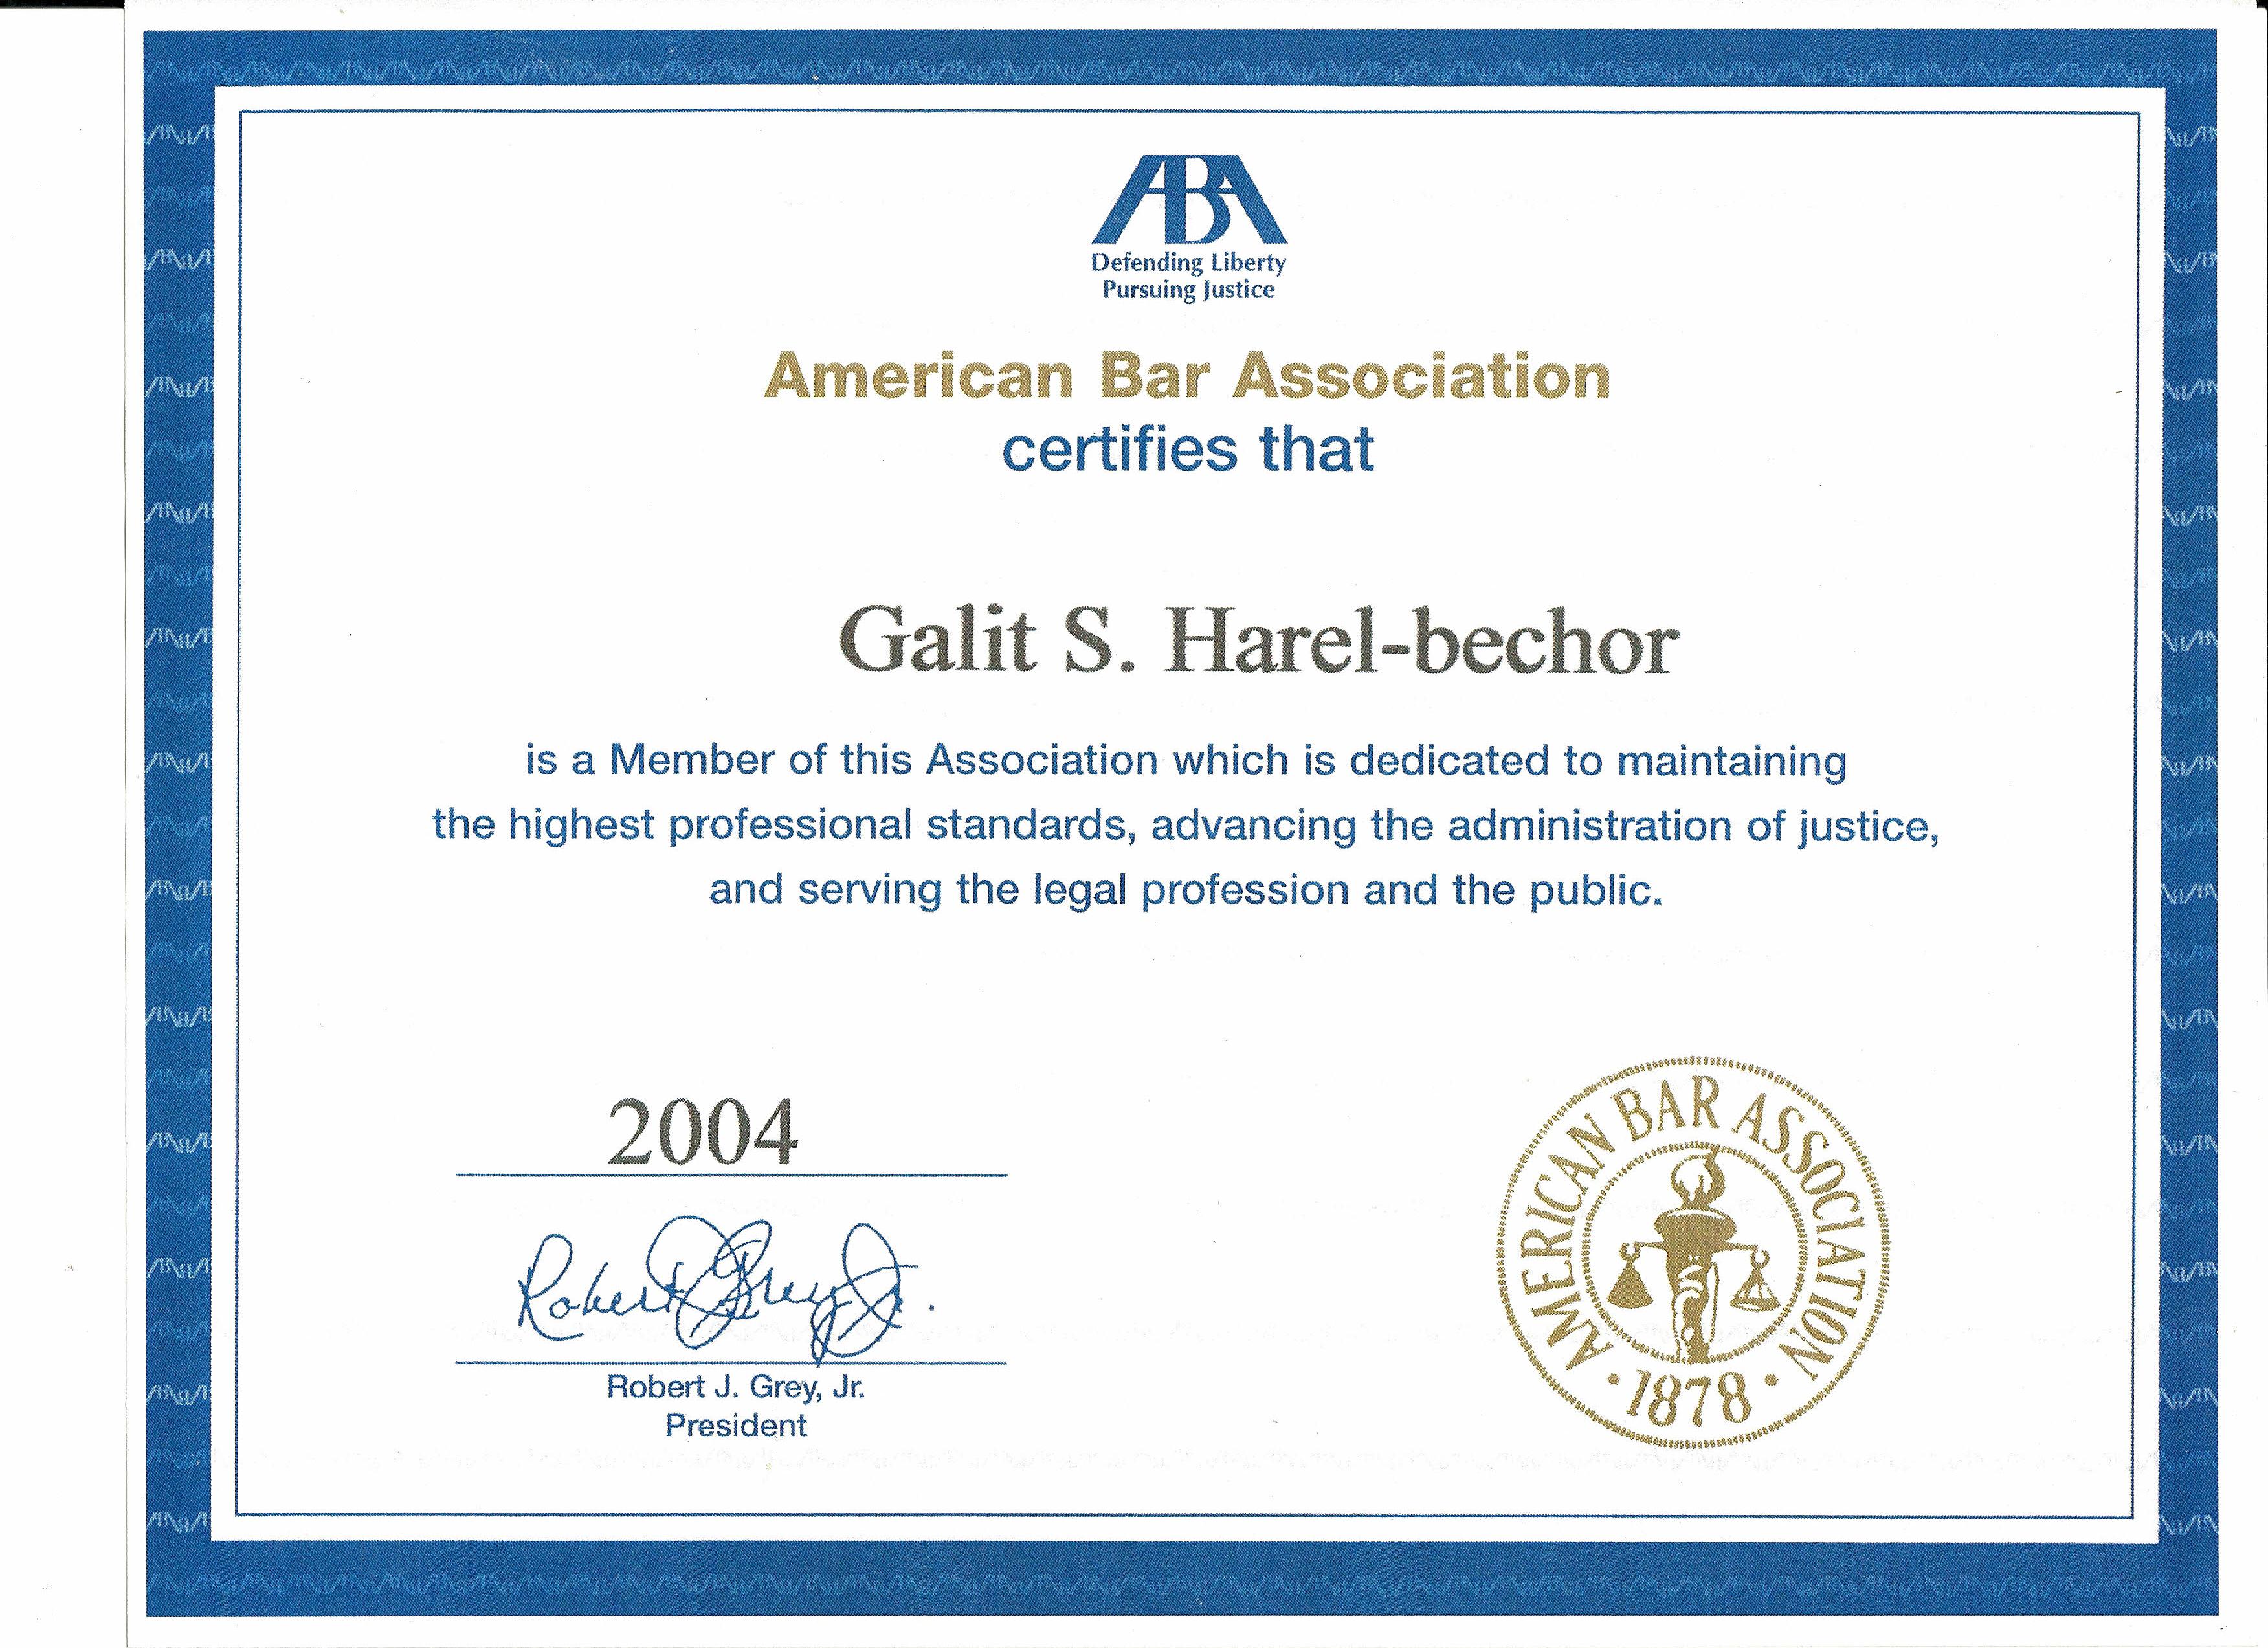 ABA
Defending Liberty
Pursuing Justice
American Bar Association
certifies that
Galit S. Harel-bechor
is a Member of this Association which is dedicated to maintaining
the highest professional standards, advancing the administration of justice,
and serving the legal profession and the public.
2004
Robert J. Grey Jr.
Robert J. Grey, Jr.
President
AMERICAN BAR ASSOCIATION
· 1878 ·